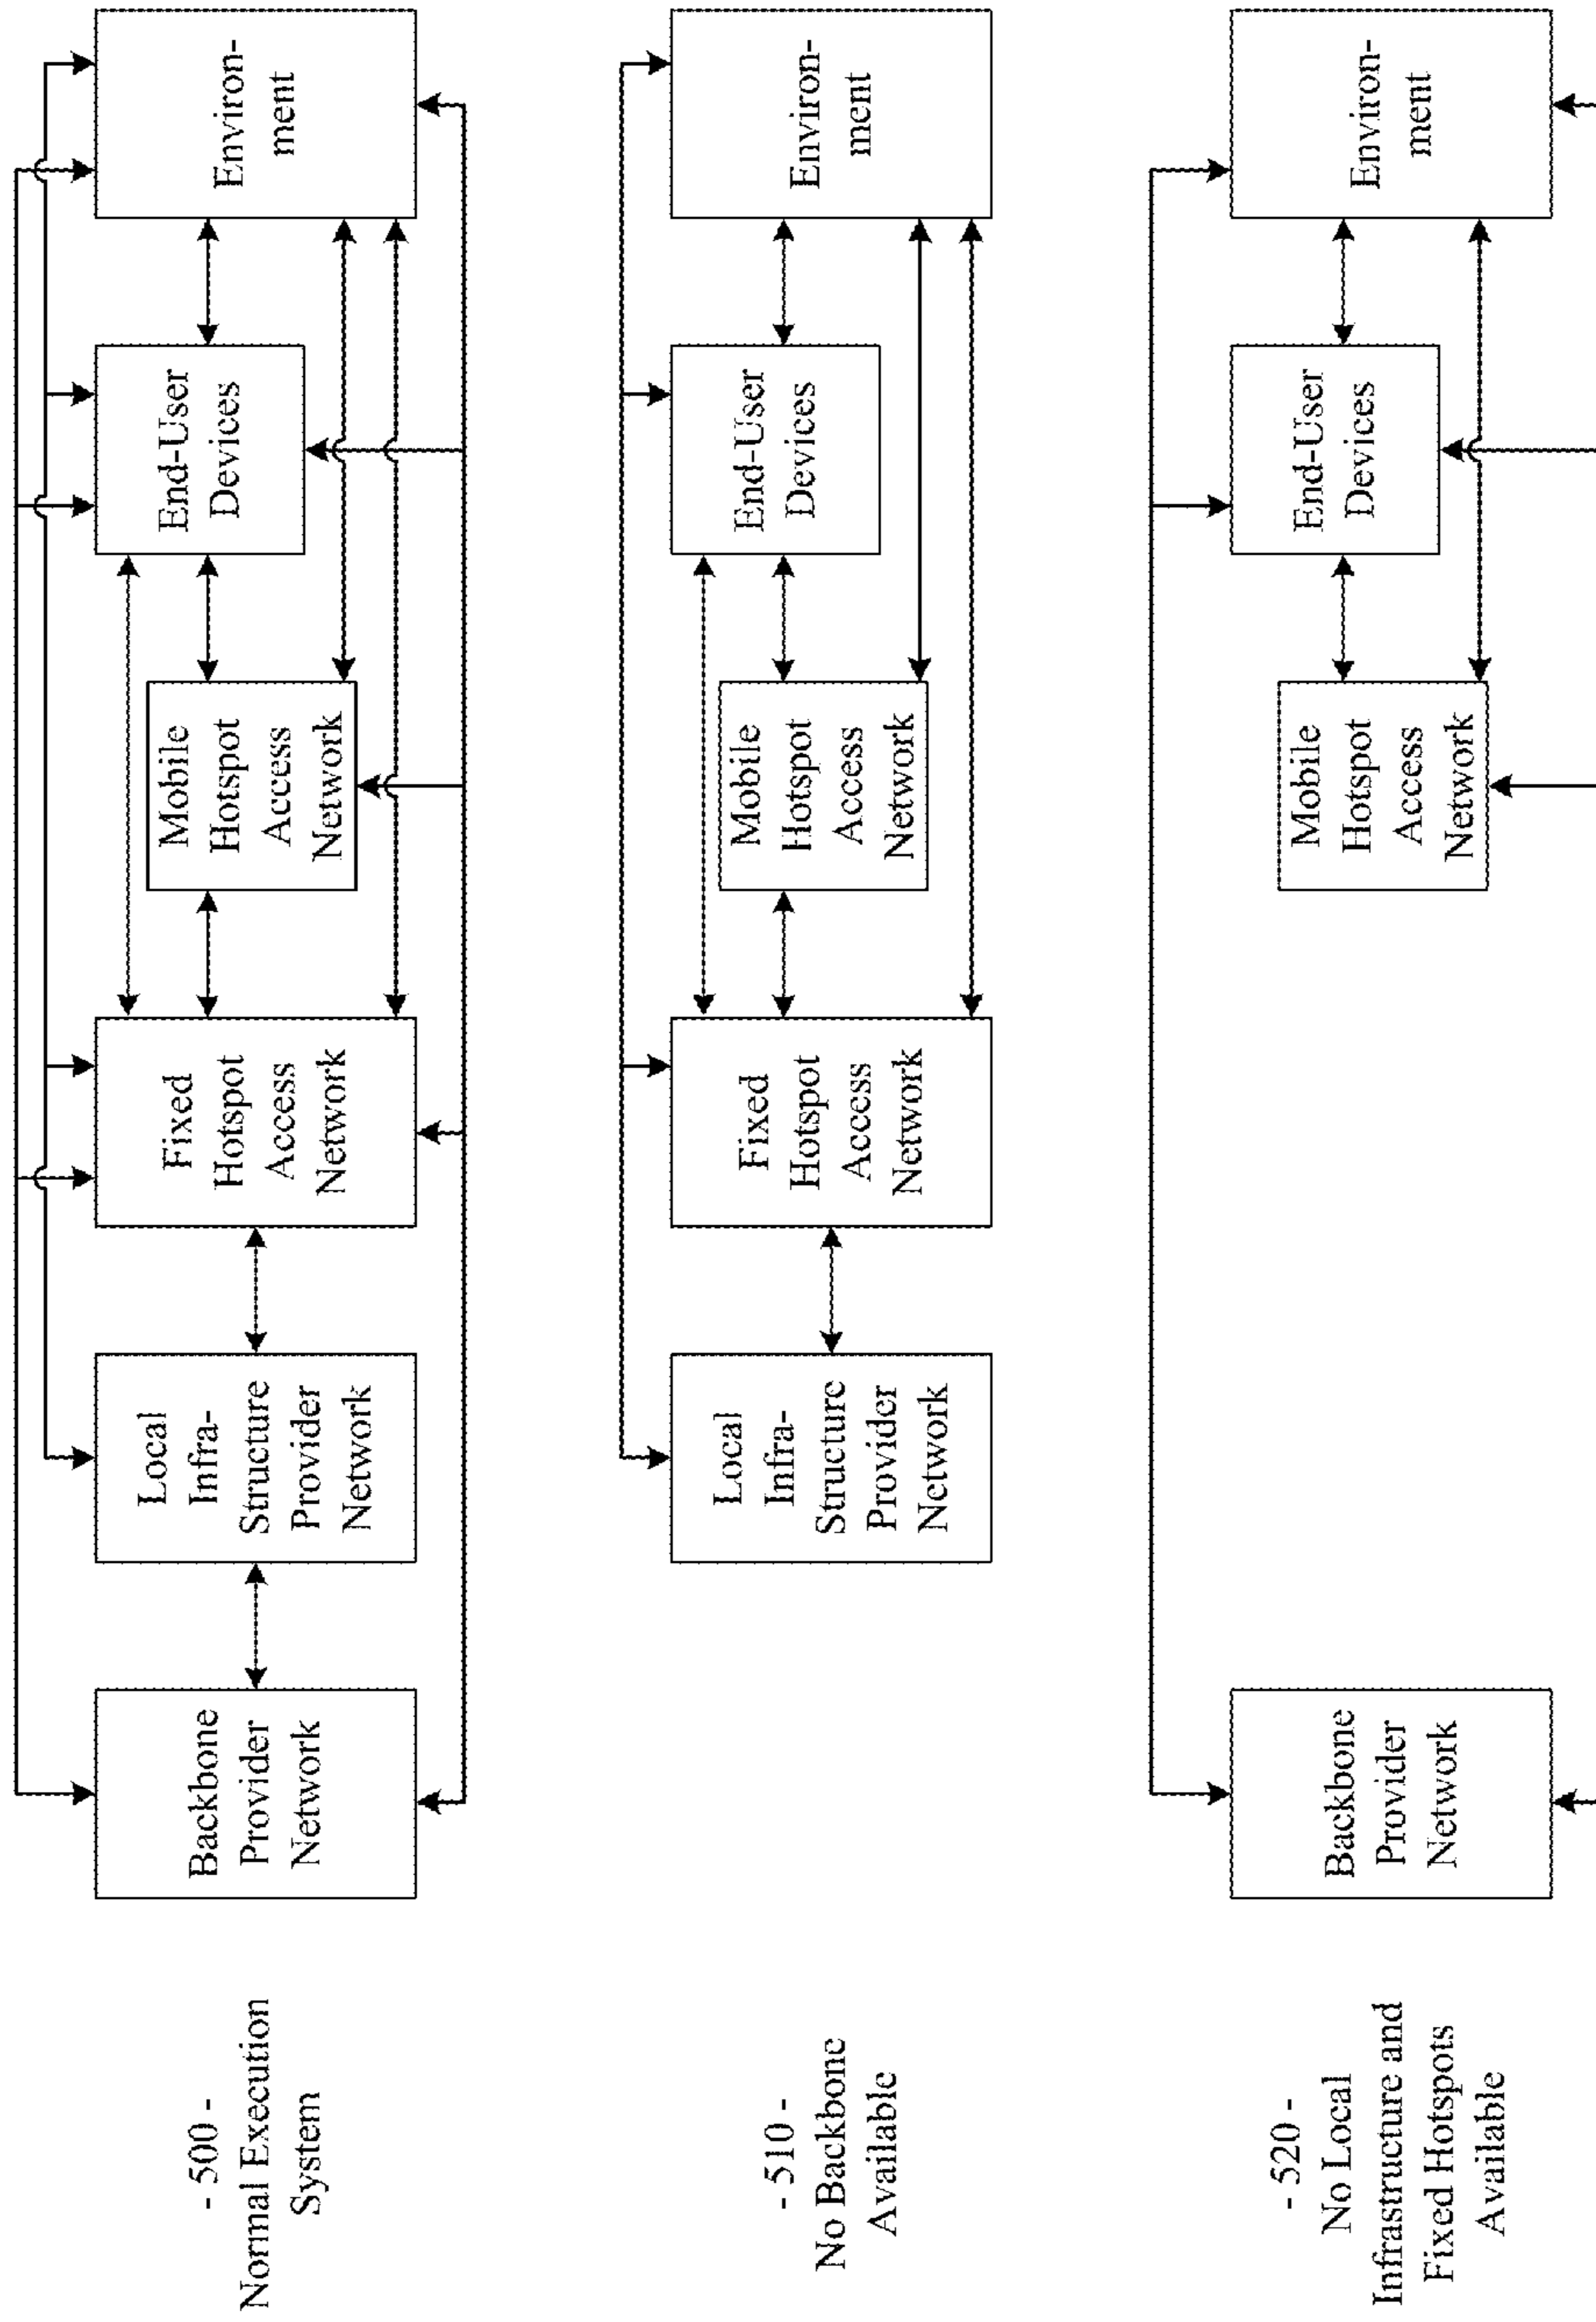 - 500 -
Normal Execution
System
Backbone
Provider
Network
Local
Infra-
Structure
Provider
Network
Fixed
Hotspot
Access
Network
Mobile
Hotspot
Access
Network
End-User
Devices
Environ-
ment
- 510 -
No Backbone
Available
Local
Infra-
Structure
Provider
Network
Fixed
Hotspot
Access
Network
Mobile
Hotspot
Access
Network
End-User
Devices
Environ-
ment
- 520 -
No Local
Infrastructure and
Fixed Hotspots
Available
Backbone
Provider
Network
Mobile
Hotspot
Access
Network
End-User
Devices
Environ-
ment